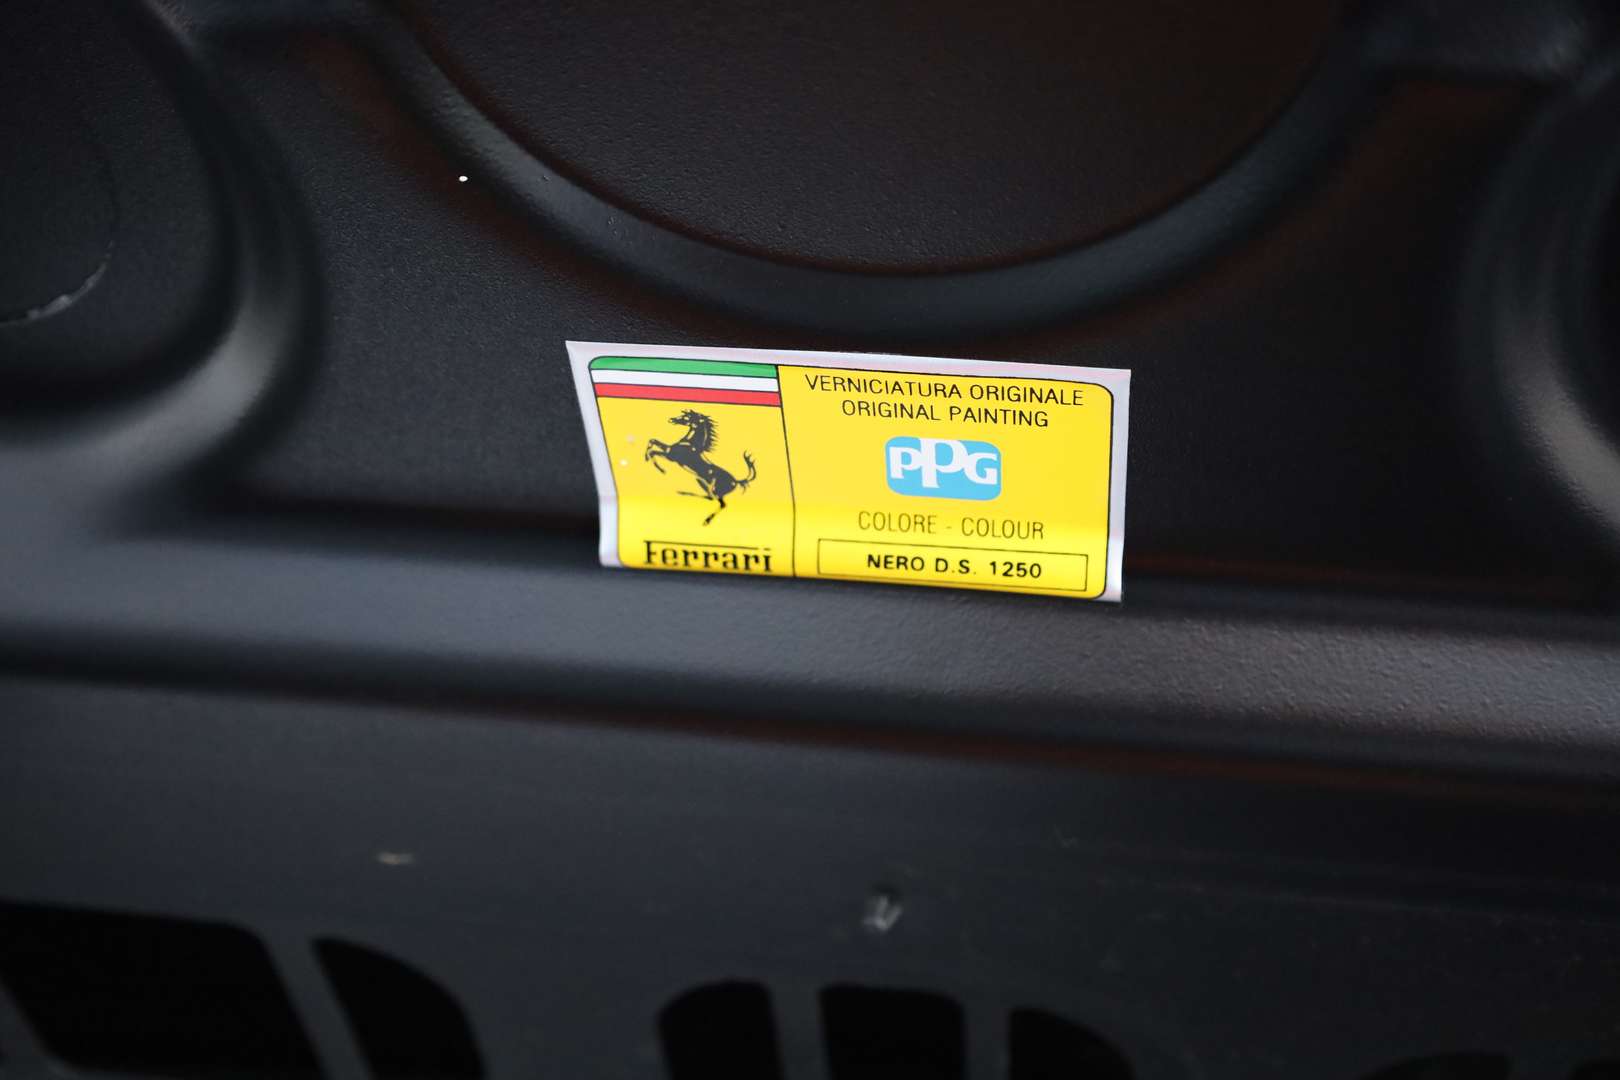 VERNICIATURA ORIGINALE
ORIGINAL PAINTING
PPG
COLORE - COLOUR
NERO D.S. 1250
Ferrari